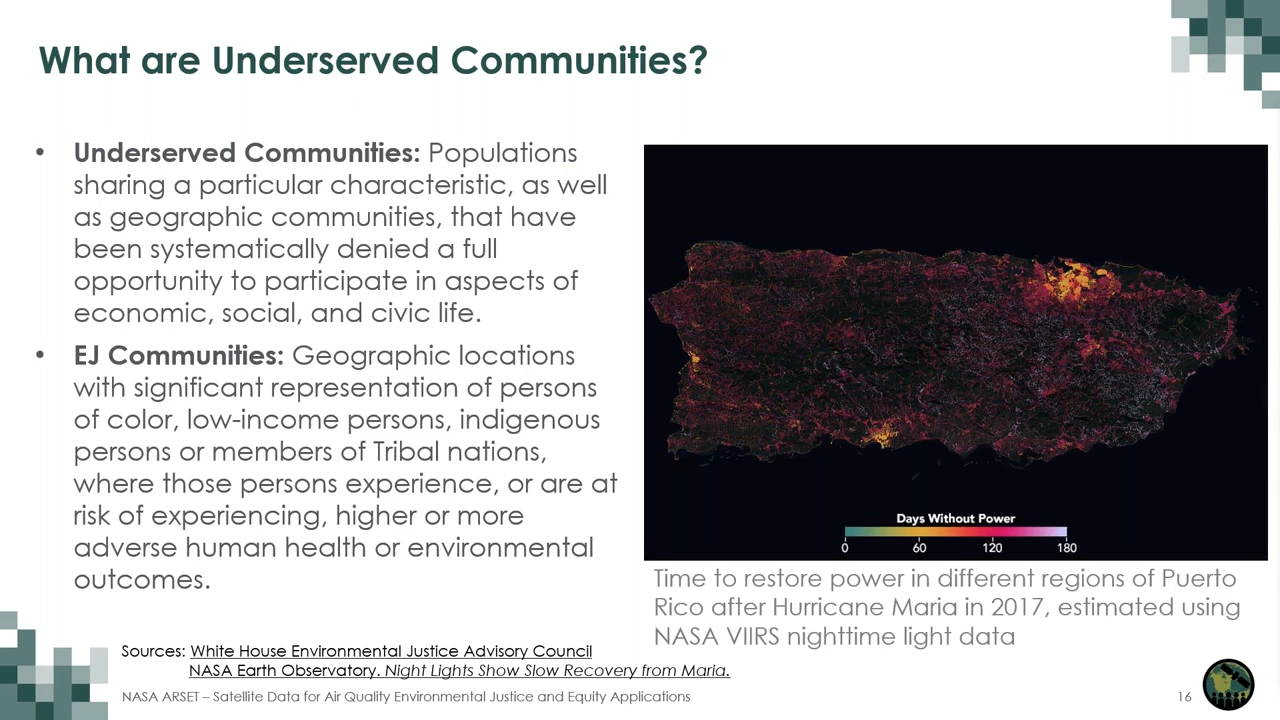 What are Underserved Communities?
• Underserved Communities: Populations
sharing a particular characteristic, as well
as geographic communities, that have
been systematically denied a full
opportunity to participate in aspects of
economic, social, and civic life.
• EJ Communities: Geographic locations
with significant representation of persons
of color, low-income persons, indigenous
persons or members of Tribal nations,
where those persons experience, or are at
risk of experiencing, higher or more
adverse human health or environmental
outcomes.
Days Without Power
0 60 120 180
Time to restore power in different regions of Puerto
Rico after Hurricane Maria in 2017, estimated using
NASA VIIRS nighttime light data
Sources: White House Environmental Justice Advisory Council
NASA Earth Observatory. Night Lights Show Slow Recovery from Maria.
NASA ARSET – Satellite Data for Air Quality Environmental Justice and Equity Applications
16